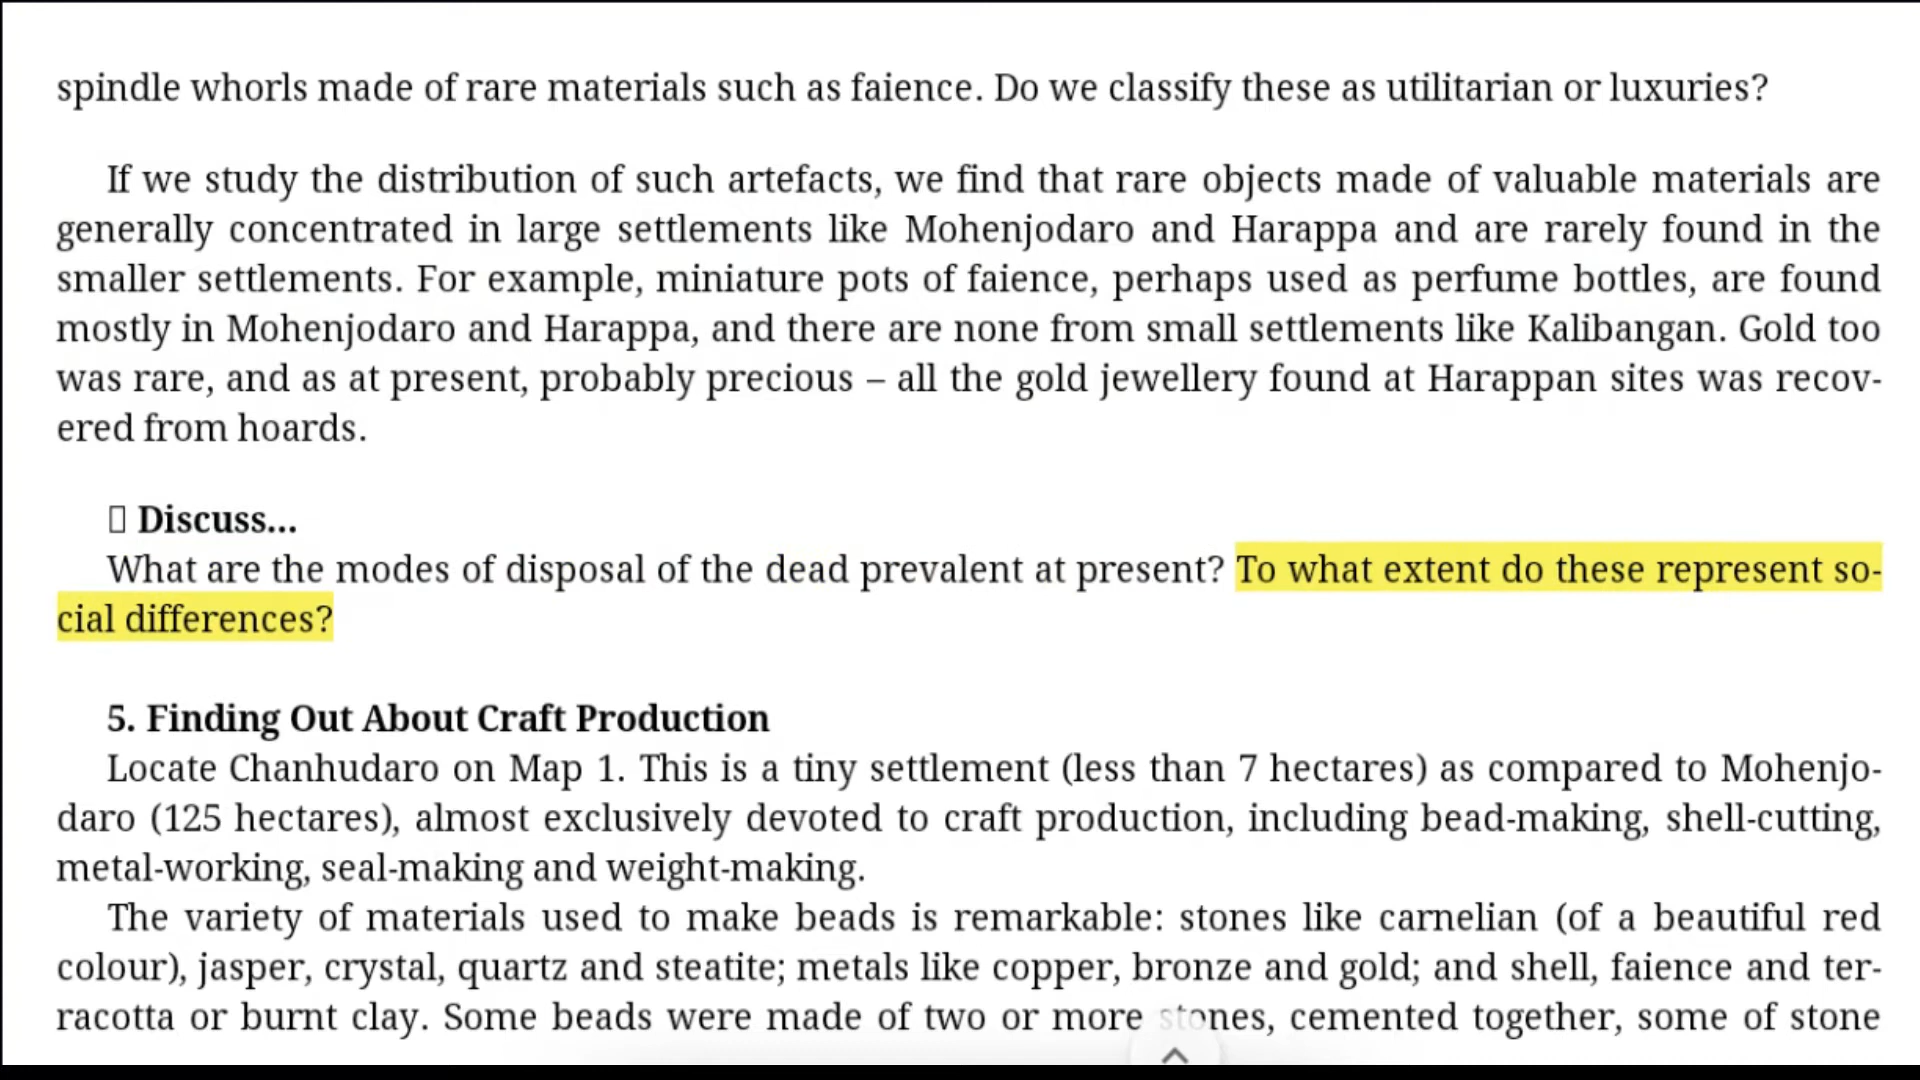 spindle whorls made of rare materials such as faience. Do we classify these as utilitarian or luxuries?
If we study the distribution of such artefacts, we find that rare objects made of valuable materials are
generally concentrated in large settlements like Mohenjodaro and Harappa and are rarely found in the
smaller settlements. For example, miniature pots of faience, perhaps used as perfume bottles, are found
mostly in Mohenjodaro and Harappa, and there are none from small settlements like Kalibangan. Gold too
was rare, and as at present, probably precious – all the gold jewellery found at Harappan sites was recov-
ered from hoards.
Discuss...
What are the modes of disposal of the dead prevalent at present? To what extent do these represent so-
cial differences?
5. Finding Out About Craft Production
Locate Chanhudaro on Map 1. This is a tiny settlement (less than 7 hectares) as compared to Mohenjo-
daro (125 hectares), almost exclusively devoted to craft production, including bead-making, shell-cutting,
metal-working, seal-making and weight-making.
The variety of materials used to make beads is remarkable: stones like carnelian (of a beautiful red
colour), jasper, crystal, quartz and steatite; metals like copper, bronze and gold; and shell, faience and ter-
racotta or burnt clay. Some beads were made of two or more stones, cemented together, some of stone